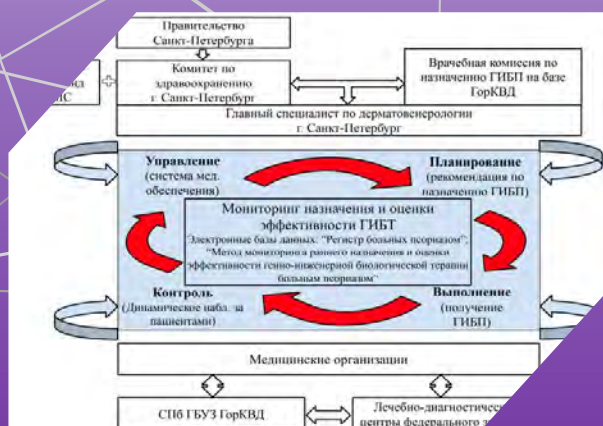 Правительство
Санкт-Петербурга
Комитет по
здравоохранению
г. Санкт-Петербург
Врачебная комиссия по
назначению ГИБП на базе
ГорКВД
Главный специалист по дерматовенерологии
г. Санкт-Петербург
Управление
(система мед.
обеспечения)
Планирование
(рекомендация по
назначению ГИБП)
Мониторинг назначения и оценки
эффективности ГИБТ
Электронные базы данных: "Регистр больных псориазом";
"Метод мониторинга раннего назначения и оценки
эффективности генно-инженерной биологической терапии
больным псориазом"
Контроль
(Динамическое набл. за
пациентами)
Выполнение
(получение
ГИБП)
Медицинские организации
СПб ГБУЗ ГорКВД
центры федерального